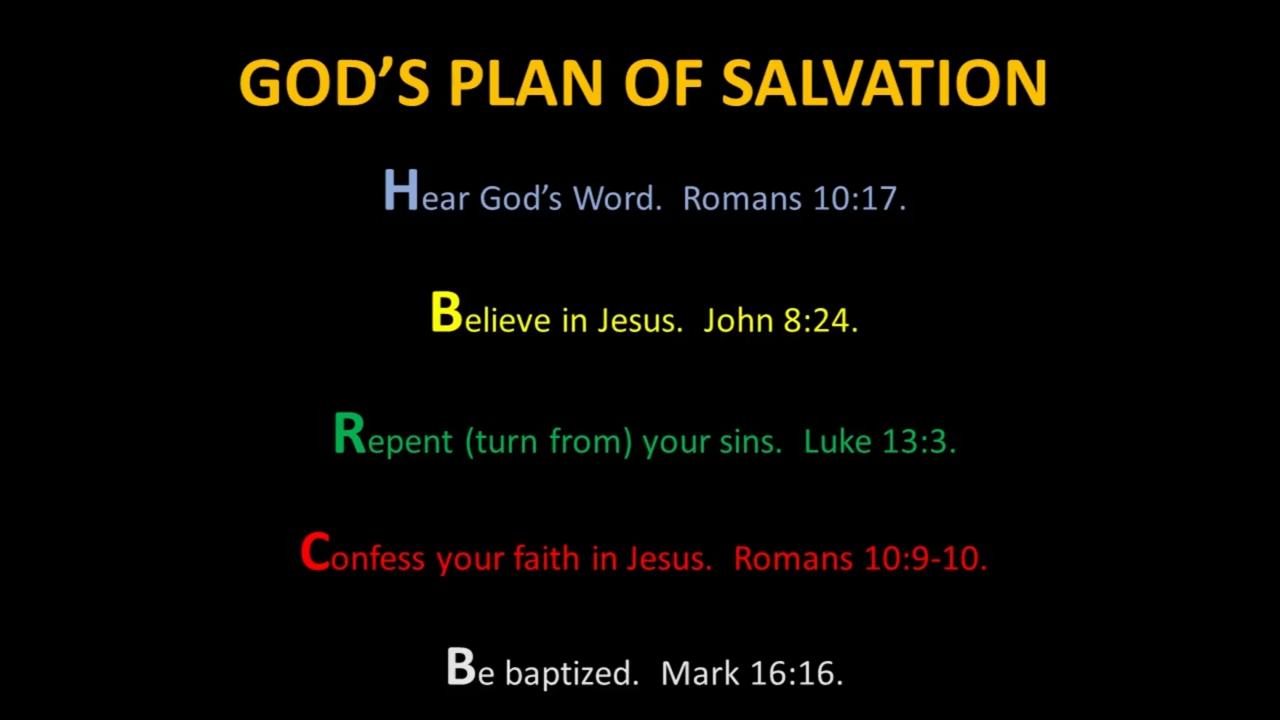 GOD’S PLAN OF SALVATION
Hear God’s Word.  Romans 10:17.
Believe in Jesus.  John 8:24.
Repent (turn from) your sins.  Luke 13:3.
Confess your faith in Jesus.  Romans 10:9-10.
Be baptized.  Mark 16:16.